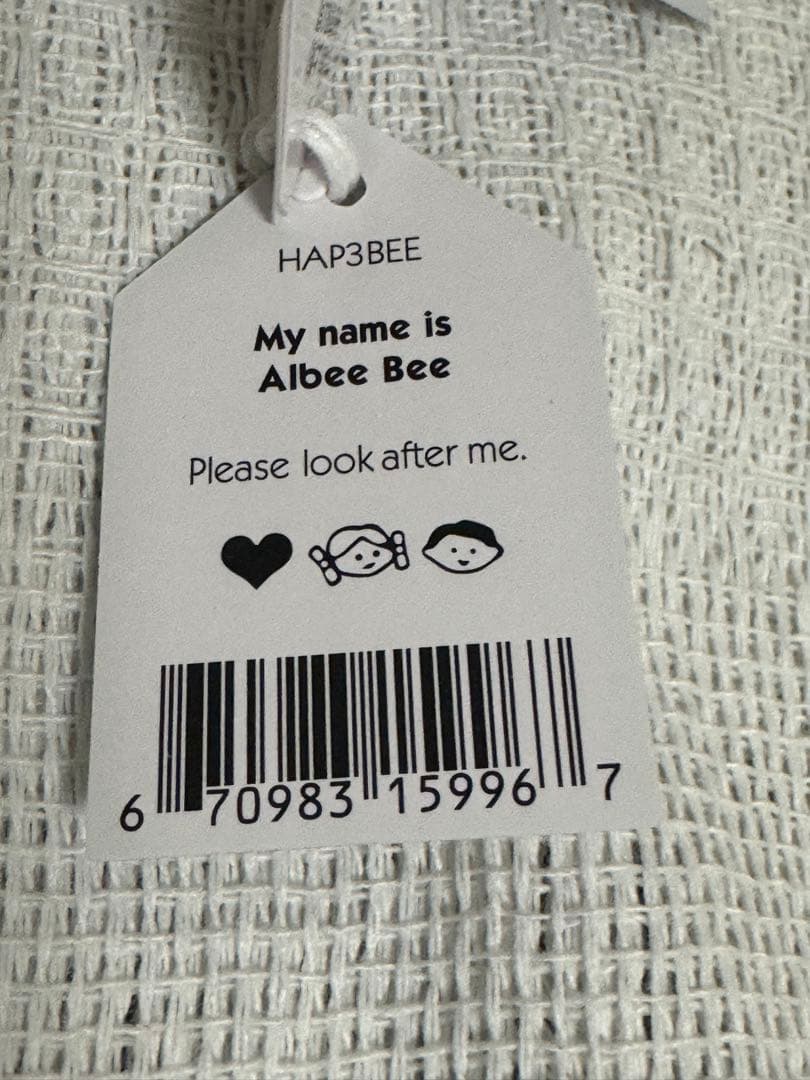 HAP3BEE
My name is
Albee Bee
Please look after me.
6 70983 15996 7